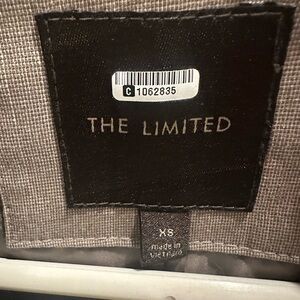 C 1062835
THE LIMITED
XS
Made in
Vietnam